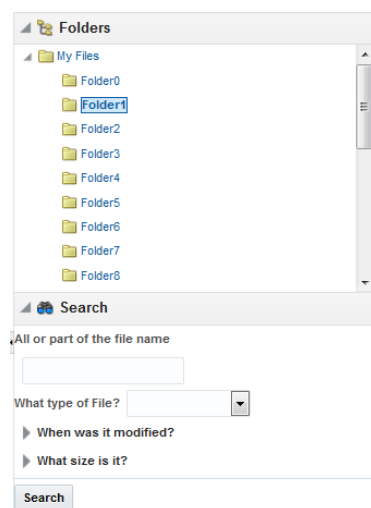 Folders
My Files
Folder0
Folder1
Folder2
Folder3
Folder4
Folder5
Folder6
Folder7
Folder8
Search
All or part of the file name
What type of File?
When was it modified?
What size is it?
Search